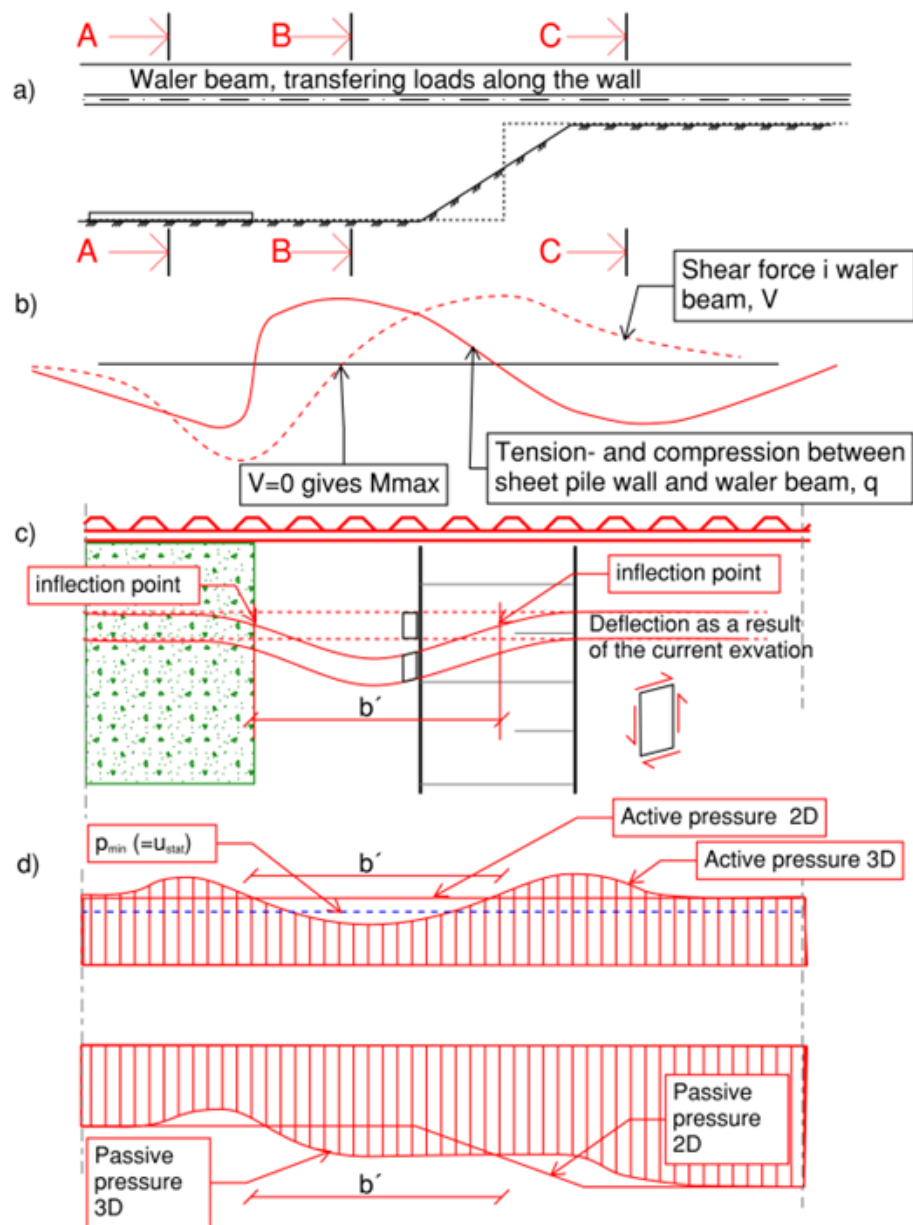 A
B
C
a)
Waler beam, transfering loads along the wall
A
B
C
Shear force i waler
beam, V
b)
V=0 gives Mmax
Tension- and compression between
sheet pile wall and waler beam, q
c)
inflection point
inflection point
Deflection as a result
of the current exvation
b´
d)
pmin (=ustat)
b´
Active pressure 2D
Active pressure 3D
Passive
pressure
3D
b´
Passive
pressure
2D